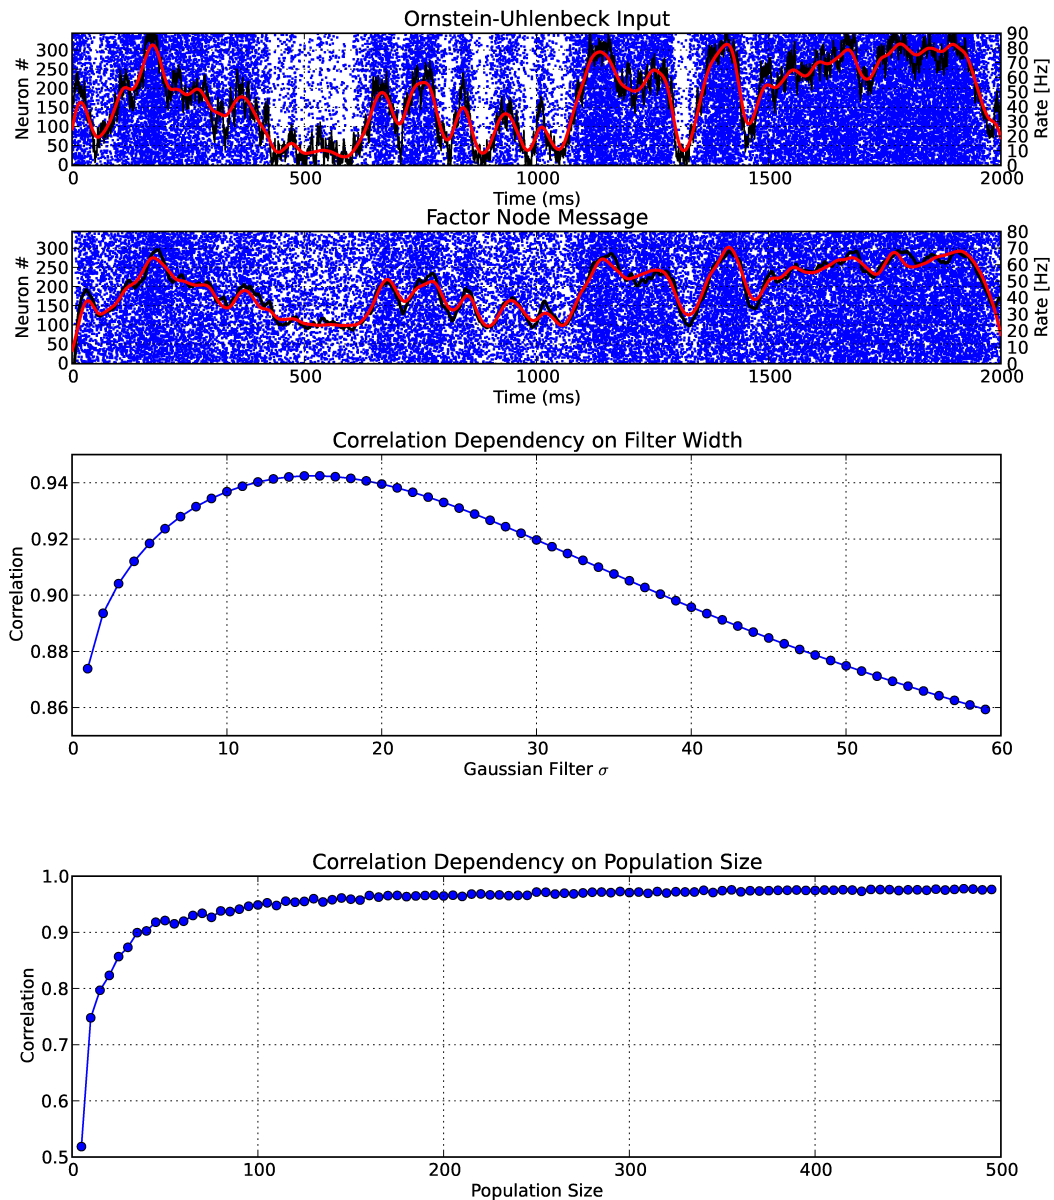 Ornstein-Uhlenbeck Input
Neuron #
300
250
200
150
100
50
0
90
80
70
60
50
40
30
20
10
0
Rate [Hz]
0 500 1000 1500 2000
Time (ms)
Factor Node Message
Neuron #
300
250
200
150
100
50
0
80
70
60
50
40
30
20
10
0
Rate [Hz]
0 500 1000 1500 2000
Time (ms)
Correlation Dependency on Filter Width
Correlation
0.94
0.92
0.90
0.88
0.86
0 10 20 30 40 50 60
Gaussian Filter σ
Correlation Dependency on Population Size
Correlation
1.0
0.9
0.8
0.7
0.6
0.5
0 100 200 300 400 500
Population Size